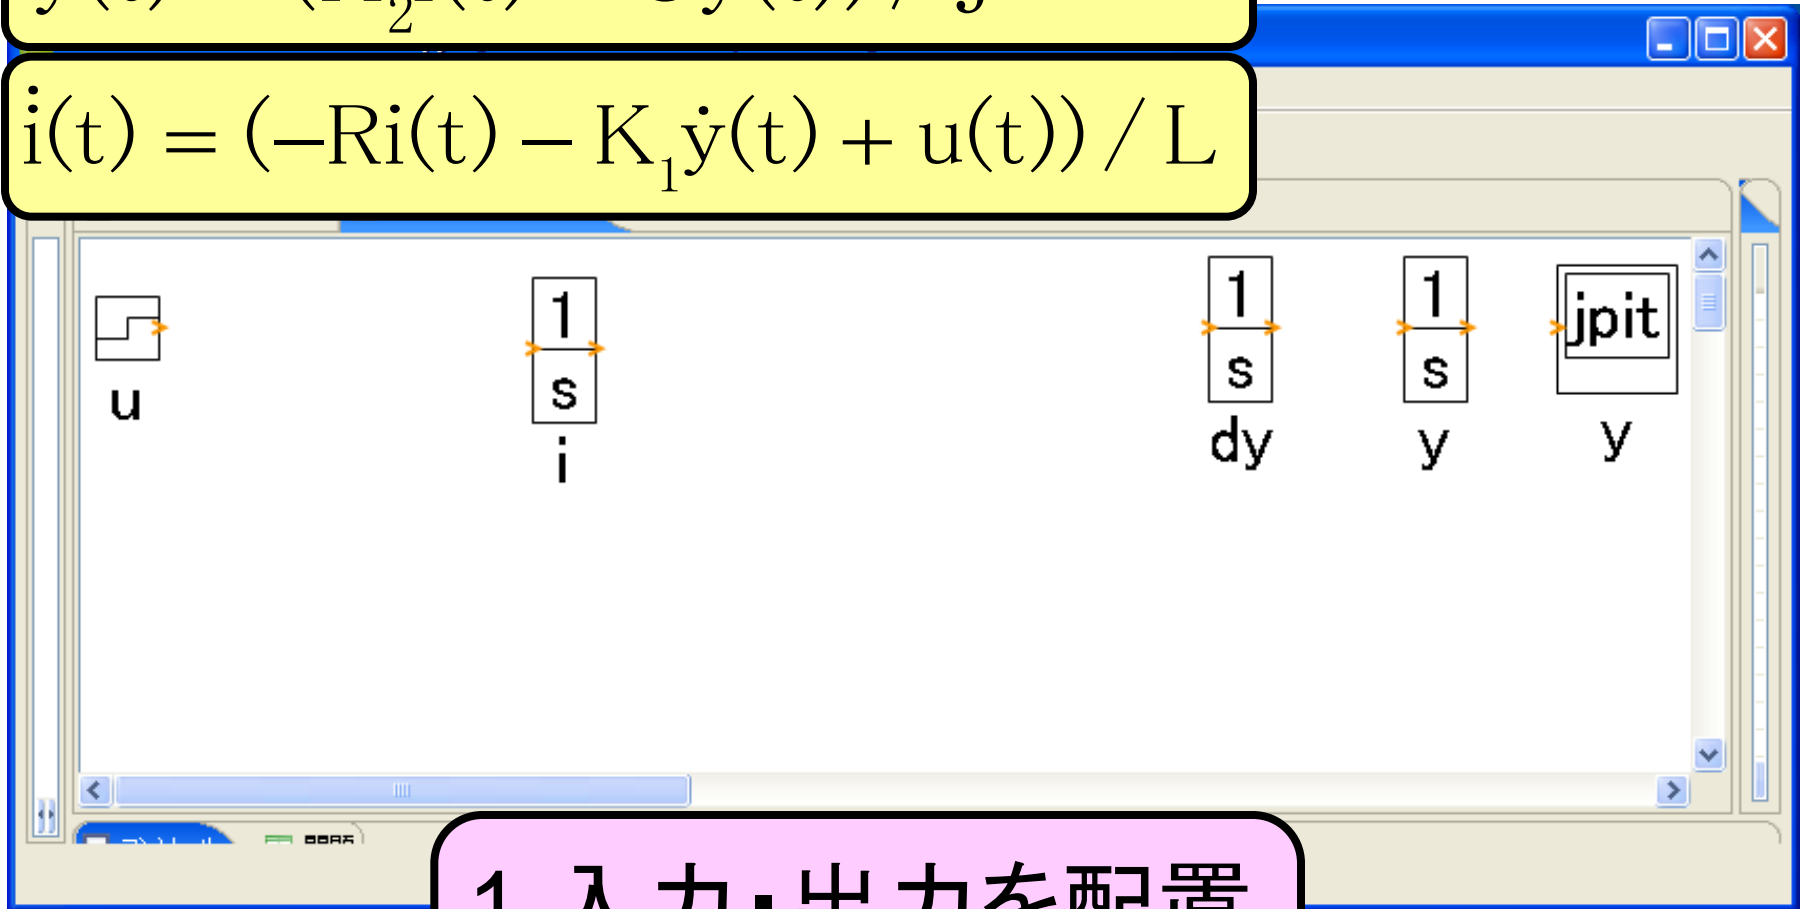 i̇(t) = (–Ri(t) – K₁ẏ(t) + u(t)) / L
u
1
s
i
1
s
dy
1
s
y
jpit
y
1.入力・出力を配置